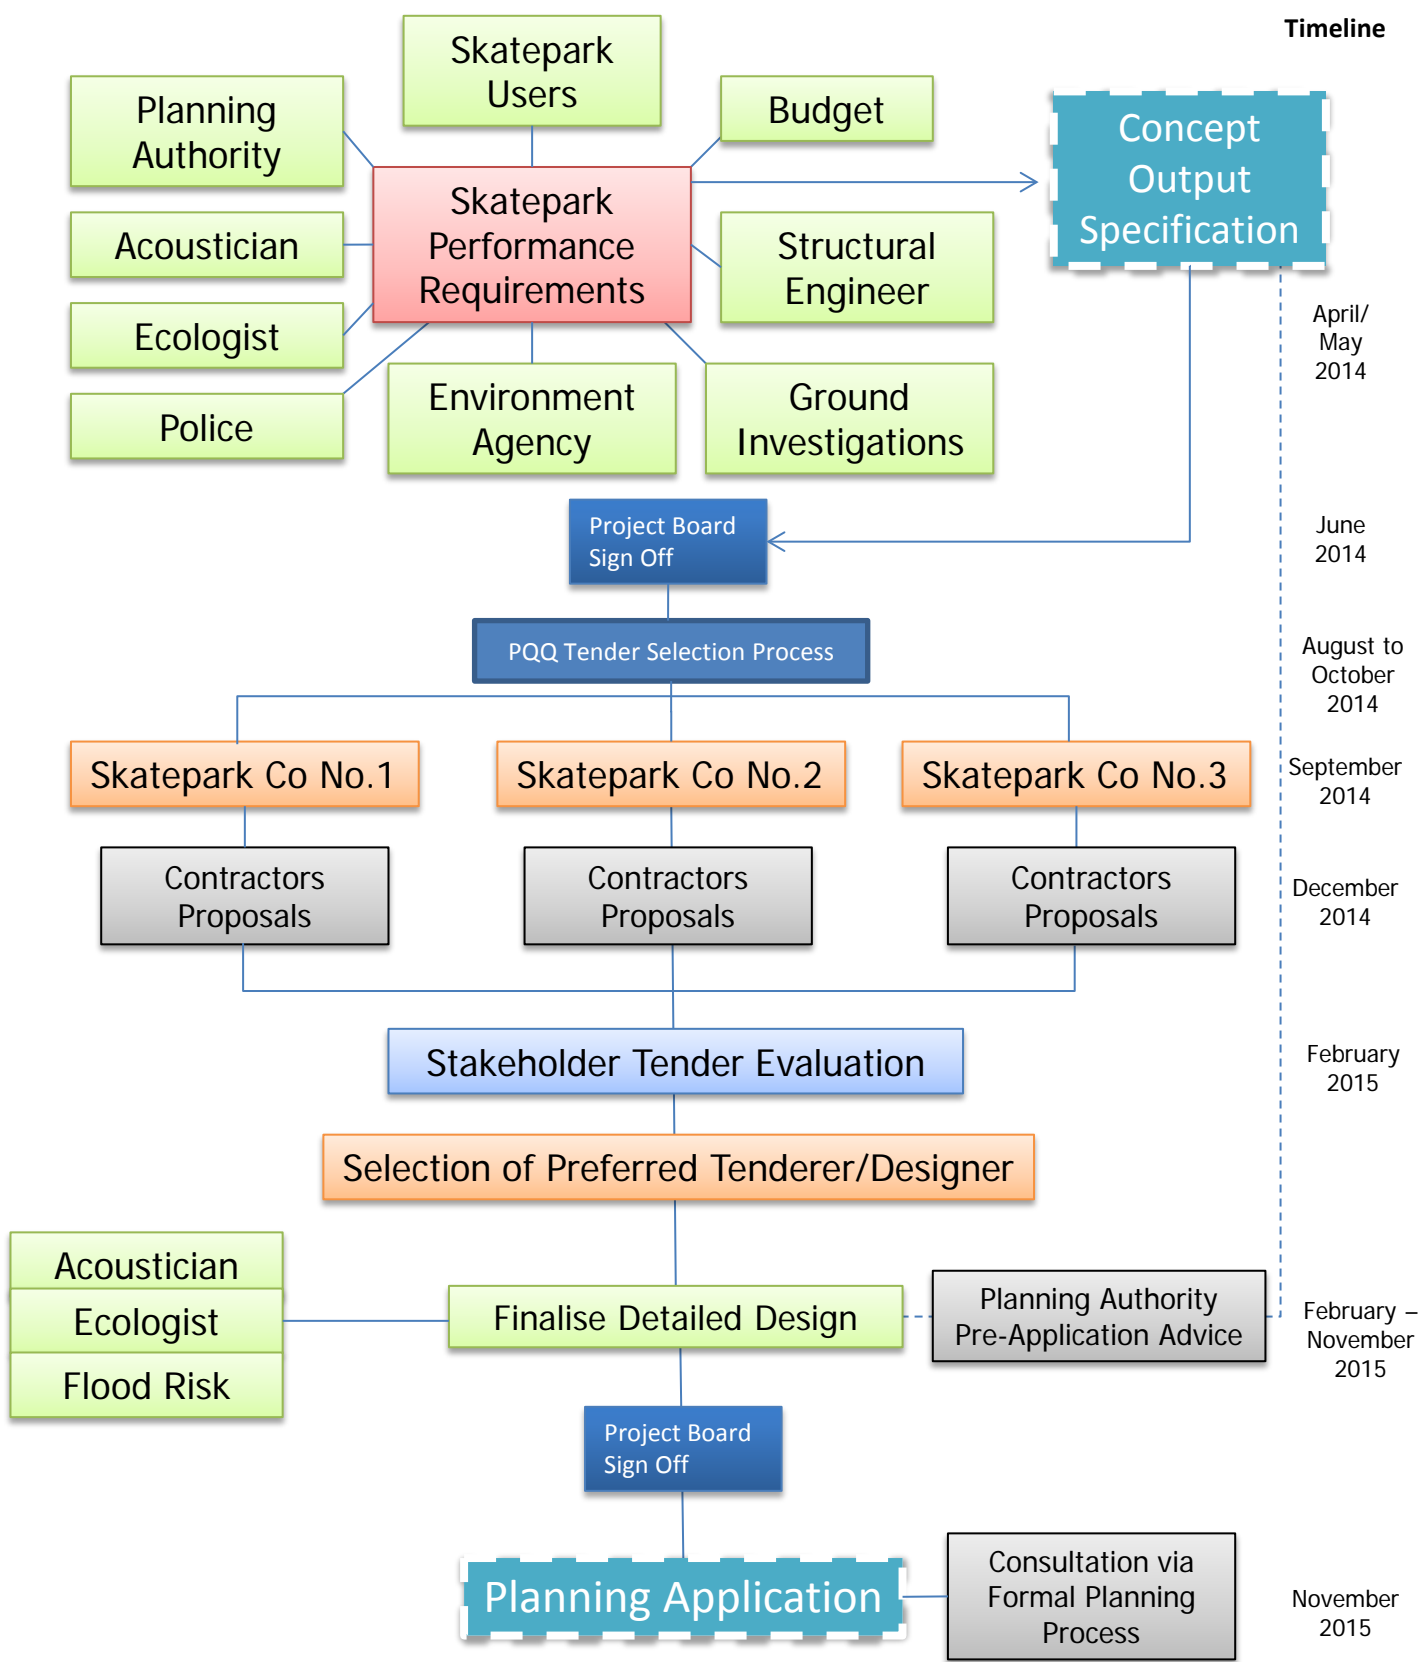 Timeline
Skatepark
Users
Planning
Authority
Budget
Concept
Output
Specification
Skatepark
Performance
Requirements
Acoustician
Structural
Engineer
Ecologist
April/
May
2014
Police
Environment
Agency
Ground
Investigations
Project Board
Sign Off
June
2014
PQQ Tender Selection Process
August to
October
2014
Skatepark Co No.1
Skatepark Co No.2
Skatepark Co No.3
September
2014
Contractors
Proposals
Contractors
Proposals
Contractors
Proposals
December
2014
Stakeholder Tender Evaluation
February
2015
Selection of Preferred Tenderer/Designer
Acoustician
Ecologist
Flood Risk
Finalise Detailed Design
Planning Authority
Pre-Application Advice
February –
November
2015
Project Board
Sign Off
Planning Application
Consultation via
Formal Planning
Process
November
2015